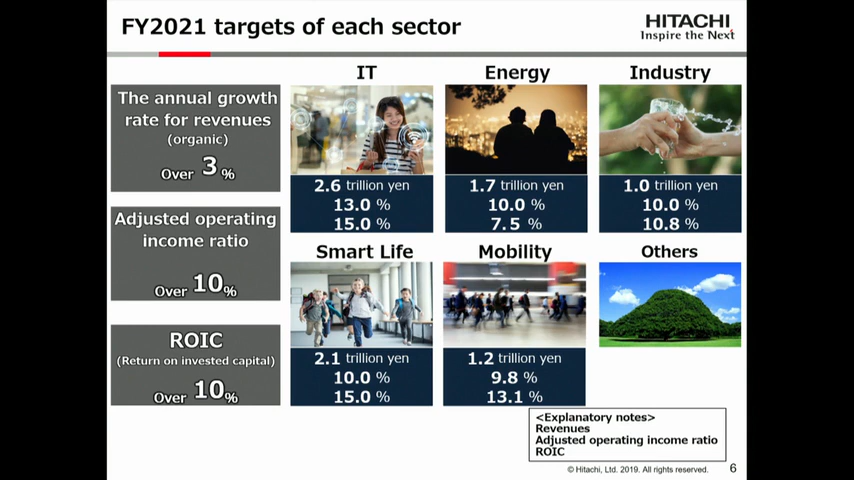 FY2021 targets of each sector
HITACHI
Inspire the Next
The annual growth
rate for revenues
(organic)
Over 3 %
Adjusted operating
income ratio
Over 10%
ROIC
(Return on invested capital)
Over 10%
IT
2.6 trillion yen
13.0 %
15.0 %
Energy
1.7 trillion yen
10.0 %
7.5 %
Industry
1.0 trillion yen
10.0 %
10.8 %
Smart Life
2.1 trillion yen
10.0 %
15.0 %
Mobility
1.2 trillion yen
9.8 %
13.1 %
Others
<Explanatory notes>
Revenues
Adjusted operating income ratio
ROIC
© Hitachi, Ltd. 2019. All rights reserved.
6